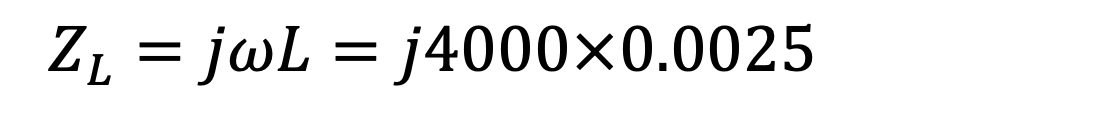 Z_L = jωL = j4000×0.0025